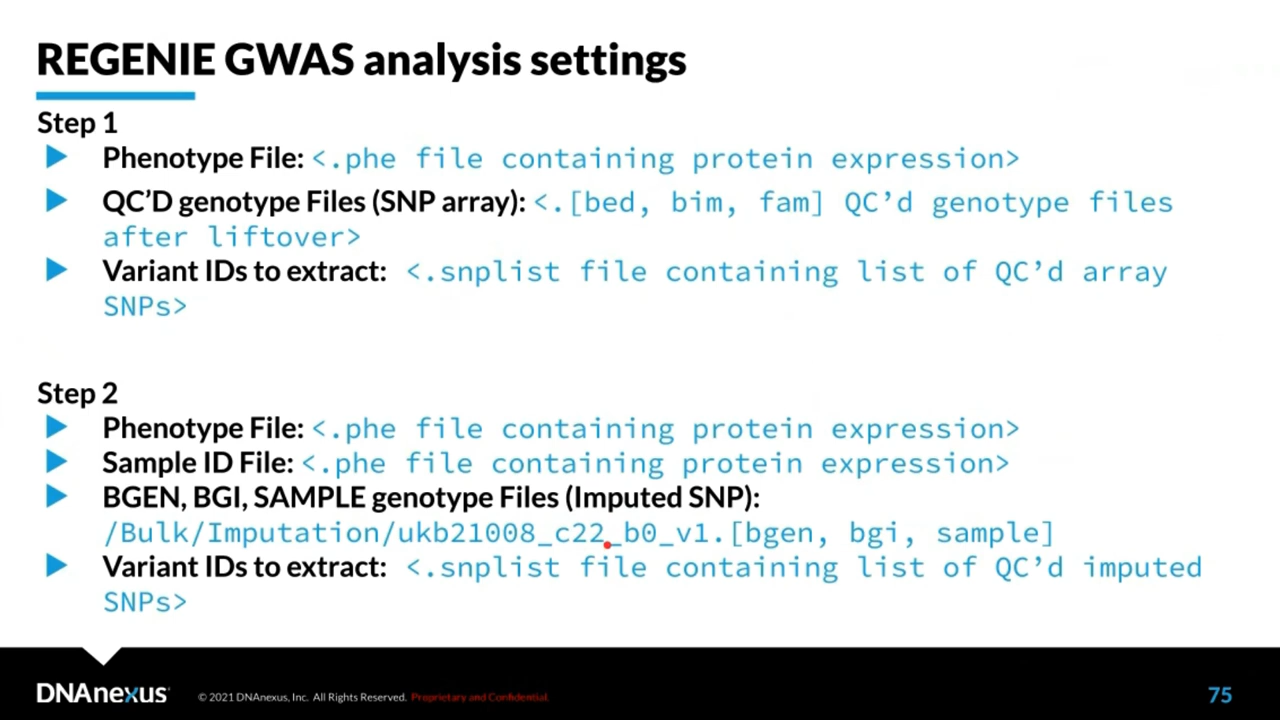 REGENIE GWAS analysis settings
Step 1
Phenotype File: <.phe file containing protein expression>
QC’D genotype Files (SNP array): <.[bed, bim, fam] QC’d genotype files
after liftover>
Variant IDs to extract: <.snplist file containing list of QC’d array
SNPs>
Step 2
Phenotype File: <.phe file containing protein expression>
Sample ID File: <.phe file containing protein expression>
BGEN, BGI, SAMPLE genotype Files (Imputed SNP):
/Bulk/Imputation/ukb21008_c22_b0_v1.[bgen, bgi, sample]
Variant IDs to extract: <.snplist file containing list of QC’d imputed
SNPs>
DNAnexus © 2021 DNAnexus, Inc. All Rights Reserved. Proprietary and Confidential. 75